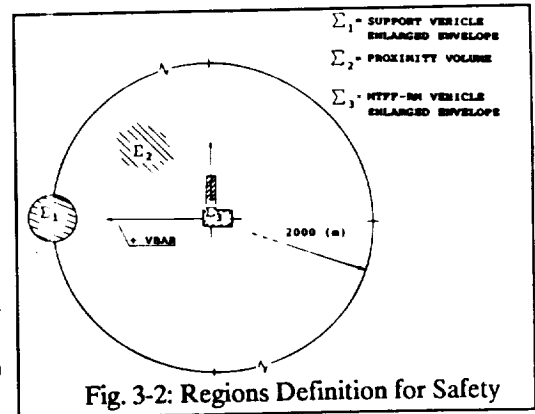 Σ₁- SUPPORT VEHICLE
ENLARGED ENVELOPE
Σ₂- PROXIMITY VOLUME
Σ₃- MTFF-RM VEHICLE
ENLARGED ENVELOPE
Σ₂
Σ₁
Σ₃
+ VBAR
2000 (m)
Fig. 3-2: Regions Definition for Safety